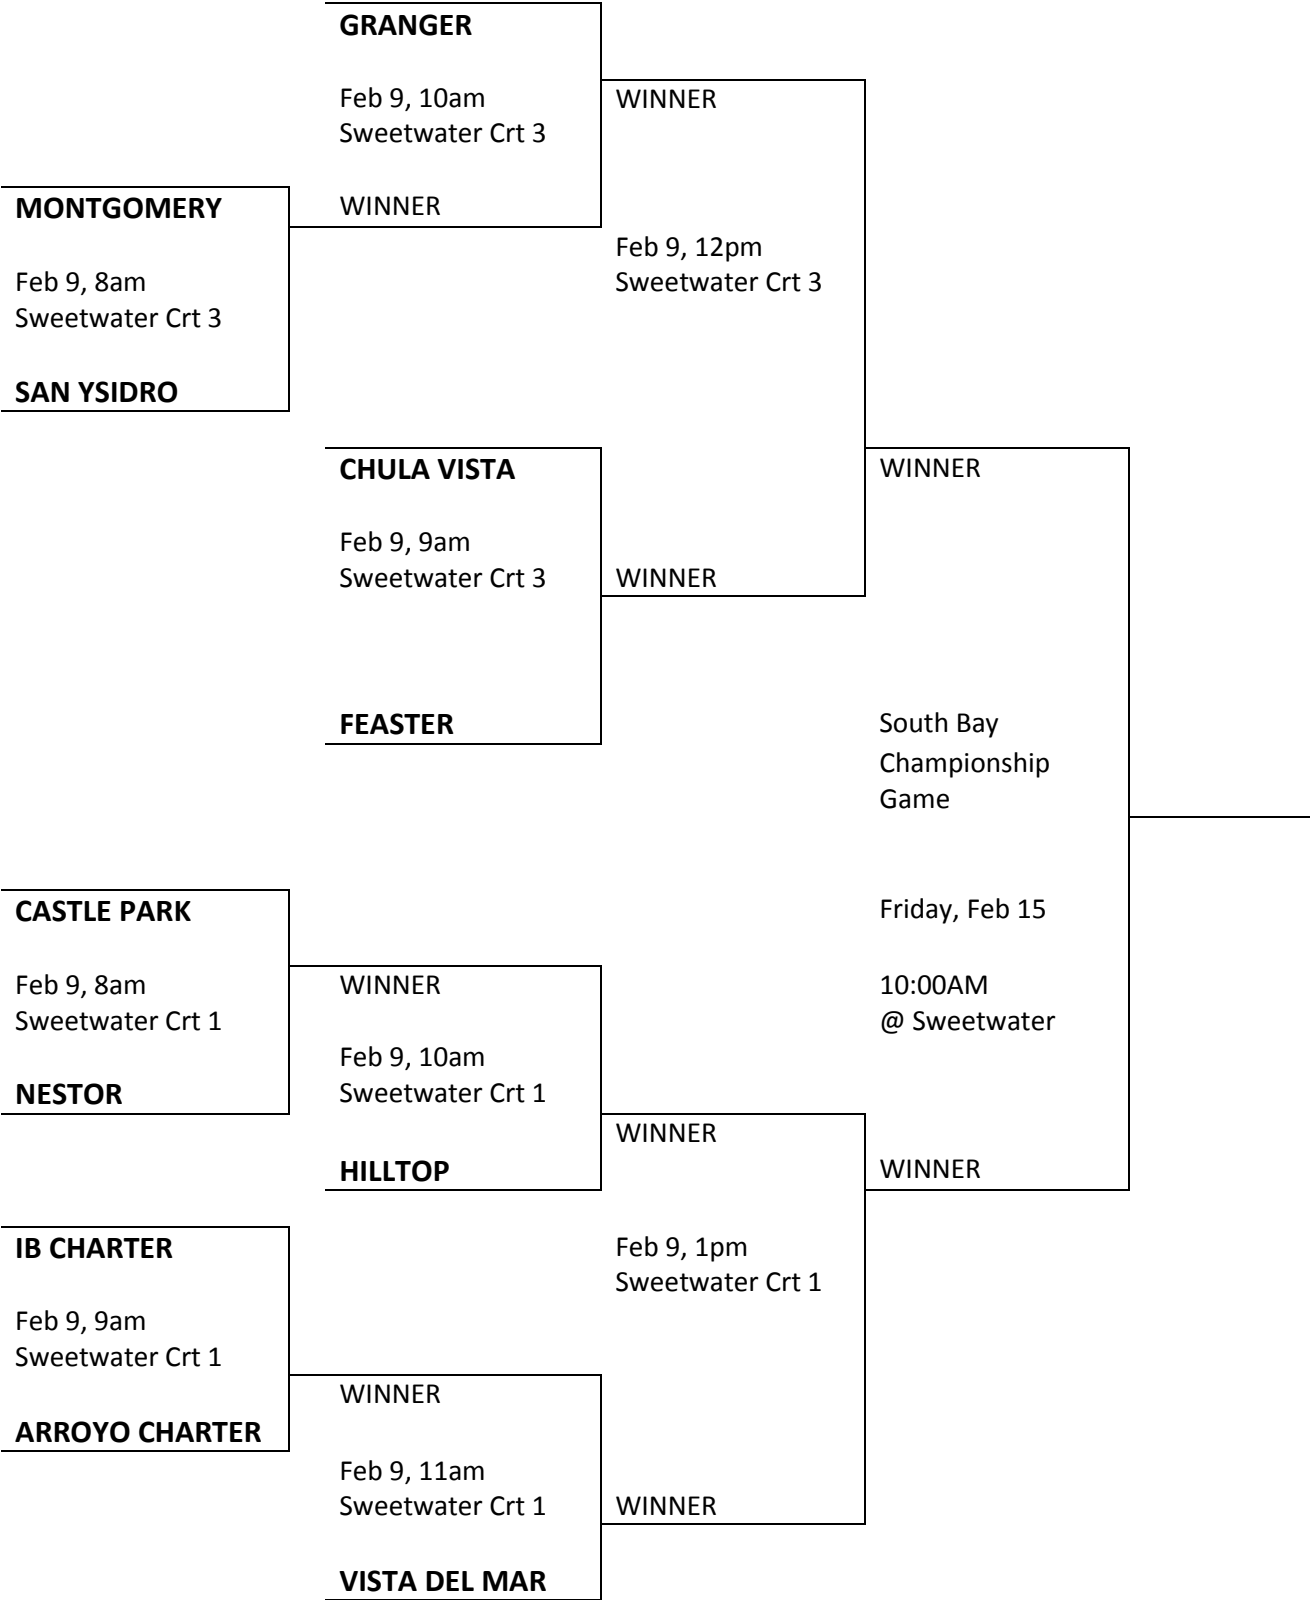 GRANGER
Feb 9, 10am
Sweetwater Crt 3
WINNER
WINNER
MONTGOMERY
Feb 9, 8am
Sweetwater Crt 3
SAN YSIDRO
Feb 9, 12pm
Sweetwater Crt 3
CHULA VISTA
Feb 9, 9am
Sweetwater Crt 3
FEASTER
WINNER
WINNER
South Bay
Championship
Game
Friday, Feb 15
10:00AM
@ Sweetwater
WINNER
CASTLE PARK
Feb 9, 8am
Sweetwater Crt 1
NESTOR
WINNER
Feb 9, 10am
Sweetwater Crt 1
HILLTOP
WINNER
Feb 9, 1pm
Sweetwater Crt 1
WINNER
IB CHARTER
Feb 9, 9am
Sweetwater Crt 1
ARROYO CHARTER
WINNER
Feb 9, 11am
Sweetwater Crt 1
VISTA DEL MAR